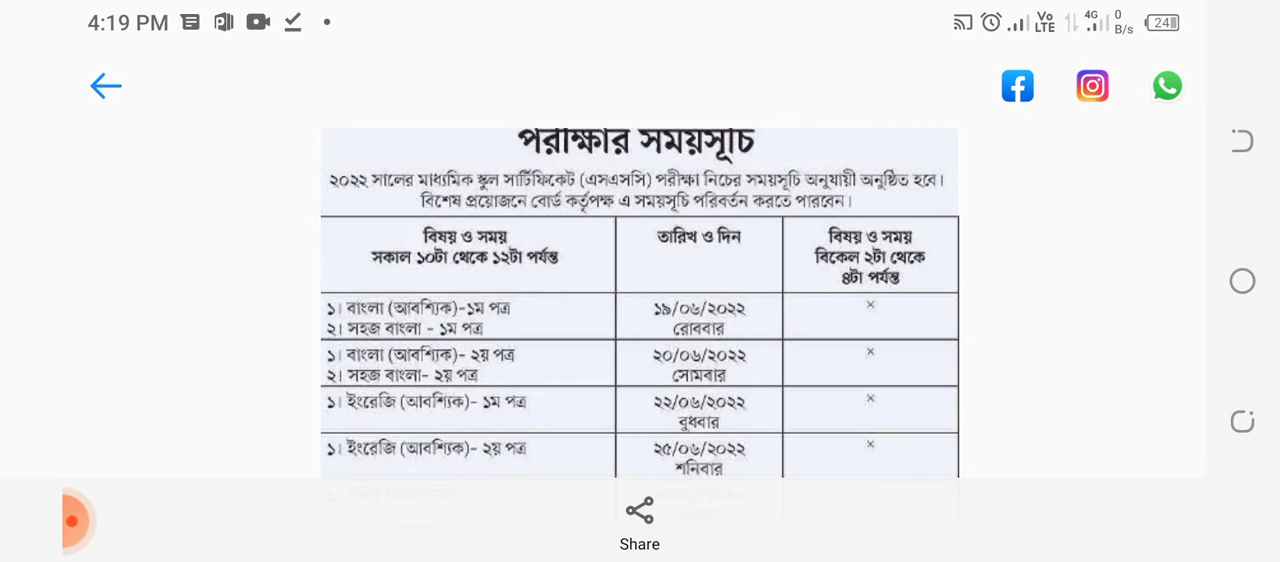 4:19 PM
Vo LTE 4G 0 B/s 24
পরীক্ষার সময়সূচি
২০২২ সালের মাধ্যমিক স্কুল সার্টিফিকেট (এসএসসি) পরীক্ষা নিচের সময়সূচি অনুযায়ী অনুষ্ঠিত হবে।
বিশেষ প্রয়োজনে বোর্ড কর্তৃপক্ষ এ সময়সূচি পরিবর্তন করতে পারবেন।
বিষয় ও সময়
সকাল ১০টা থেকে ১২টা পর্যন্ত
তারিখ ও দিন
বিষয় ও সময়
বিকেল ২টা থেকে
৪টা পর্যন্ত
১। বাংলা (আবশ্যিক)-১ম পত্র
২। সহজ বাংলা - ১ম পত্র
১৯/০৬/২০২২
রোববার
×
১। বাংলা (আবশ্যিক)- ২য় পত্র
২। সহজ বাংলা- ২য় পত্র
২০/০৬/২০২২
সোমবার
×
১। ইংরেজি (আবশ্যিক)- ১ম পত্র
২২/০৬/২০২২
বুধবার
×
১। ইংরেজি (আবশ্যিক)- ২য় পত্র
২৫/০৬/২০২২
শনিবার
×
Share